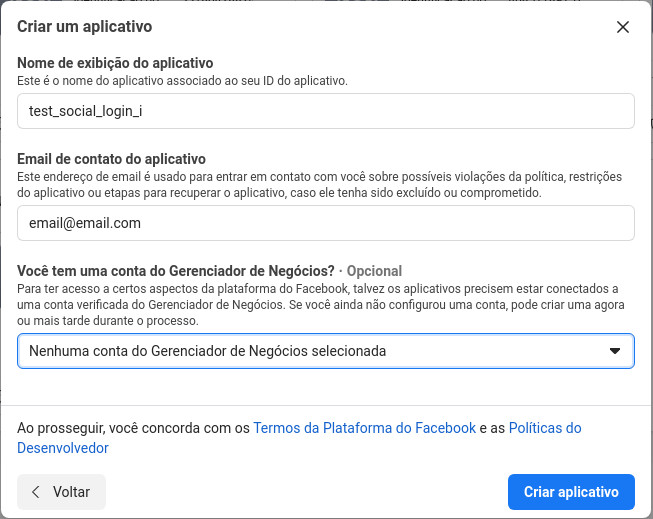 Criar um aplicativo
Nome de exibição do aplicativo
Este é o nome do aplicativo associado ao seu ID do aplicativo.
test_social_login_i
Email de contato do aplicativo
Este endereço de email é usado para entrar em contato com você sobre possíveis violações da política, restrições
do aplicativo ou etapas para recuperar o aplicativo, caso ele tenha sido excluído ou comprometido.
email@email.com
Você tem uma conta do Gerenciador de Negócios? · Opcional
Para ter acesso a certos aspectos da plataforma do Facebook, talvez os aplicativos precisem estar conectados a
uma conta verificada do Gerenciador de Negócios. Se você ainda não configurou uma conta, pode criar uma agora
ou mais tarde durante o processo.
Nenhuma conta do Gerenciador de Negócios selecionada
Ao prosseguir, você concorda com os Termos da Plataforma do Facebook e as Políticas do
Desenvolvedor
Voltar
Criar aplicativo